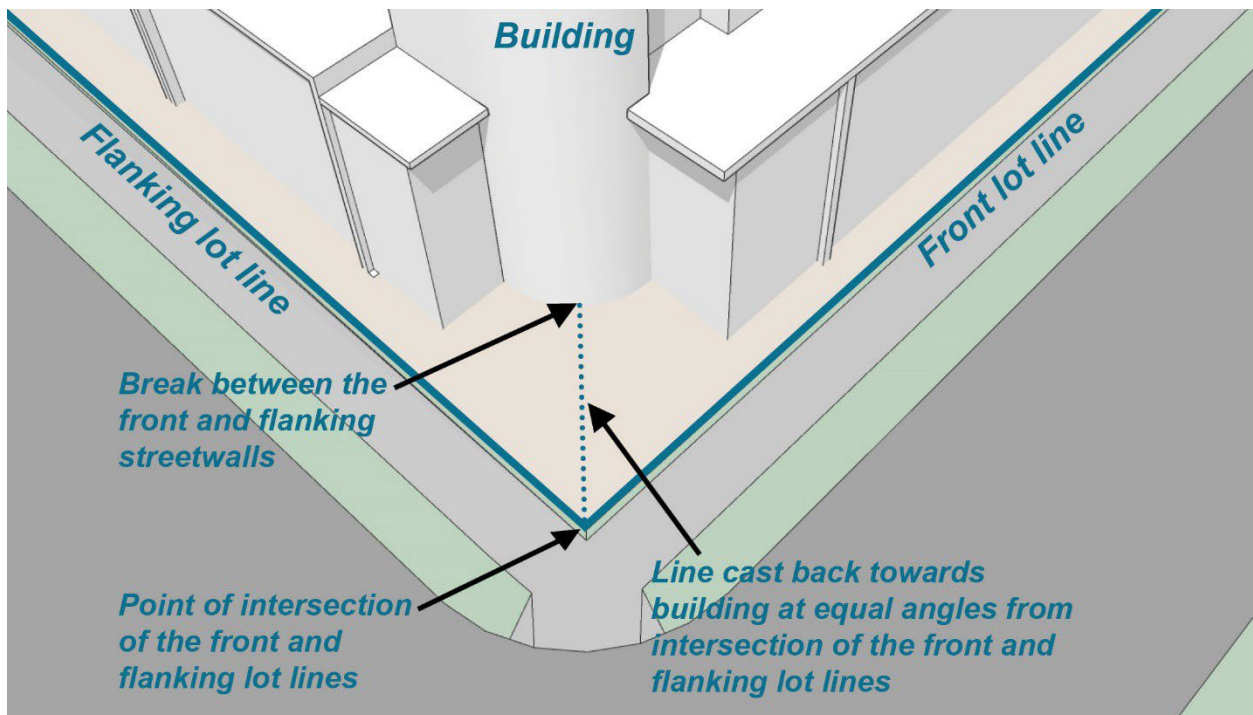 Building
Flanking lot line
Front lot line
Break between the
front and flanking
streetwalls
Point of intersection
of the front and
flanking lot lines
Line cast back towards
building at equal angles from
intersection of the front and
flanking lot lines